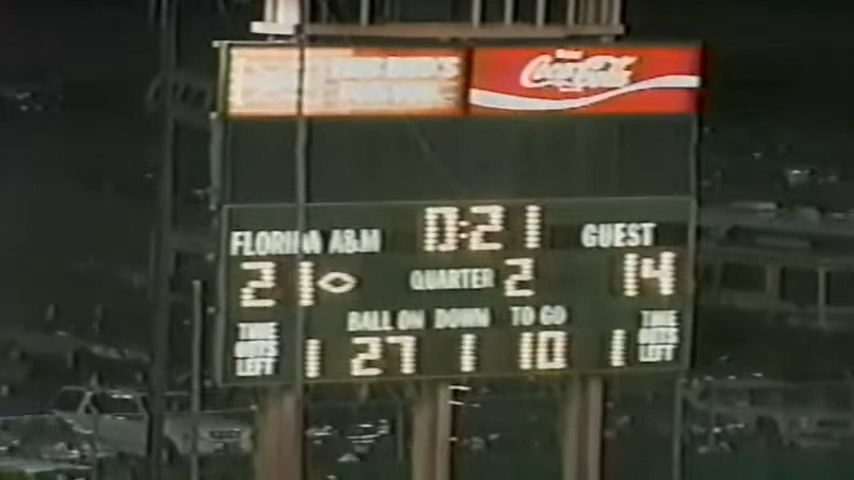 Coca-Cola
0:21
FLORIDA A&M GUEST
21 QUARTER 2 14
BALL ON DOWN TO GO
TIME OUTS LEFT 1 27 1 10 1 TIME OUTS LEFT